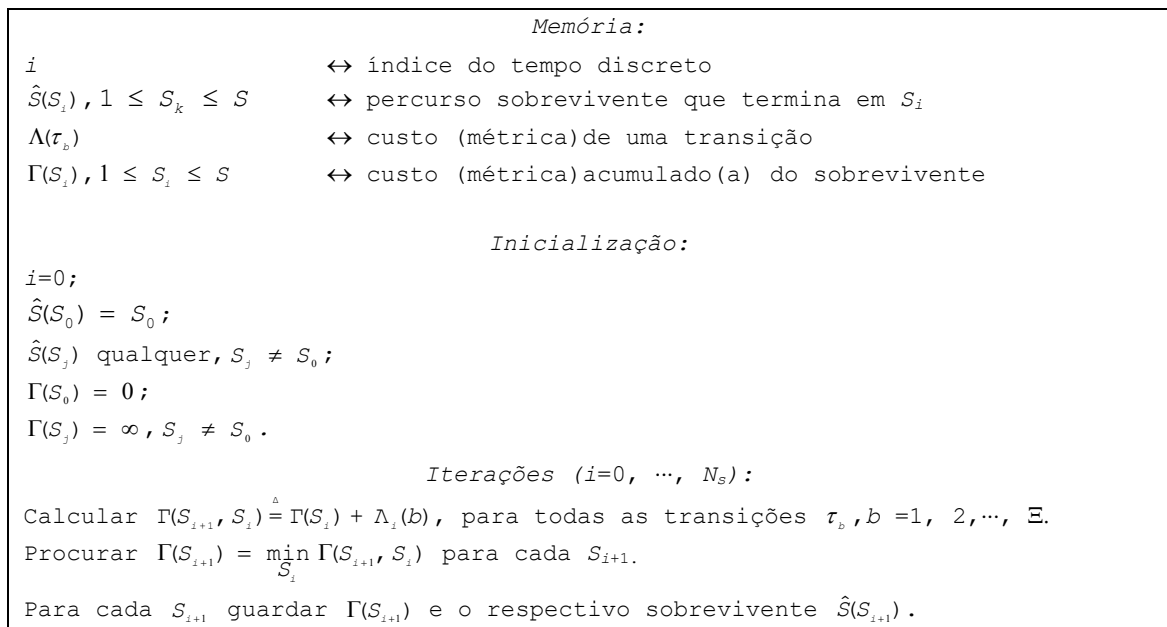 Memória:
i ↔ índice do tempo discreto
Ŝ(Sᵢ), 1 ≤ Sₖ ≤ S ↔ percurso sobrevivente que termina em Sᵢ
Λ(τ_b) ↔ custo (métrica)de uma transição
Γ(Sᵢ), 1 ≤ Sᵢ ≤ S ↔ custo (métrica)acumulado(a) do sobrevivente
Inicialização:
i=0;
Ŝ(S₀) = S₀;
Ŝ(Sⱼ) qualquer, Sⱼ ≠ S₀;
Γ(S₀) = 0;
Γ(Sⱼ) = ∞, Sⱼ ≠ S₀.
Iterações (i=0, ⋯, Nₛ):
Calcular Γ(Sᵢ₊₁, Sᵢ) ≜ Γ(Sᵢ) + Λᵢ(b), para todas as transições τ_b, b =1, 2,⋯, Ξ.
Procurar Γ(Sᵢ₊₁) = min_{Sᵢ} Γ(Sᵢ₊₁, Sᵢ) para cada Sᵢ₊₁.
Para cada Sᵢ₊₁ guardar Γ(Sᵢ₊₁) e o respectivo sobrevivente Ŝ(Sᵢ₊₁).